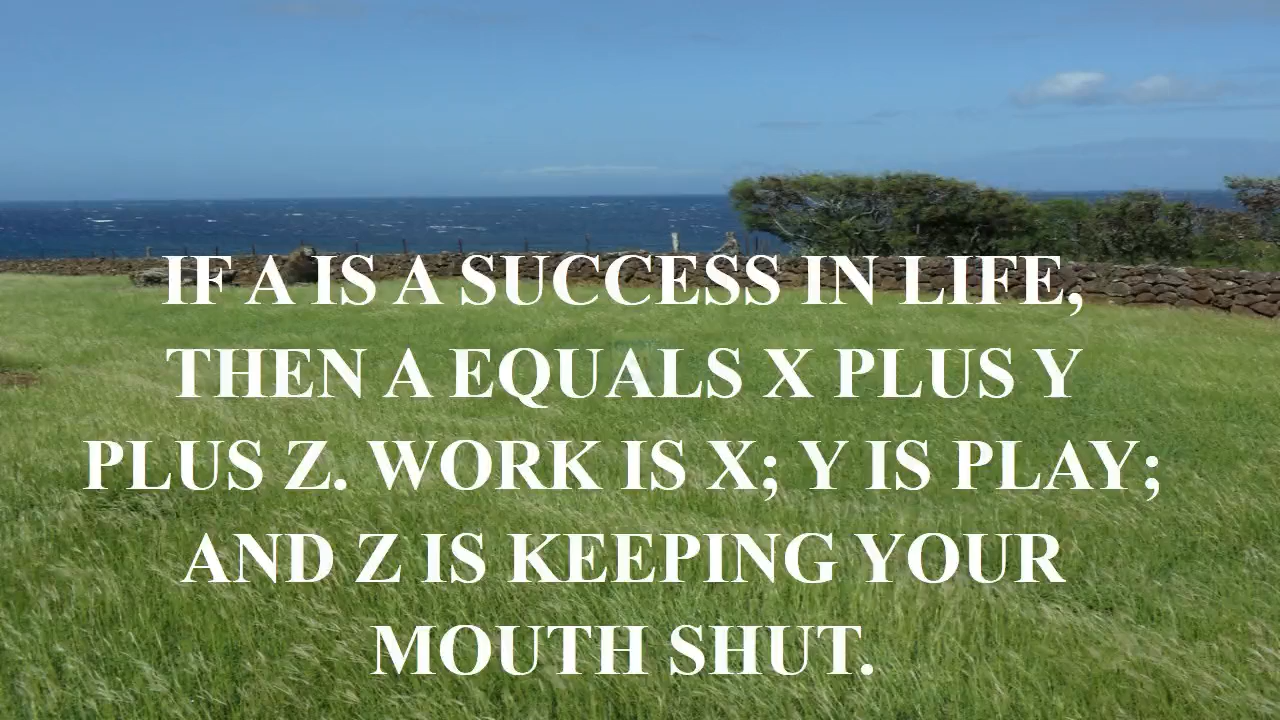 IF A IS A SUCCESS IN LIFE,
THEN A EQUALS X PLUS Y
PLUS Z. WORK IS X; Y IS PLAY;
AND Z IS KEEPING YOUR
MOUTH SHUT.